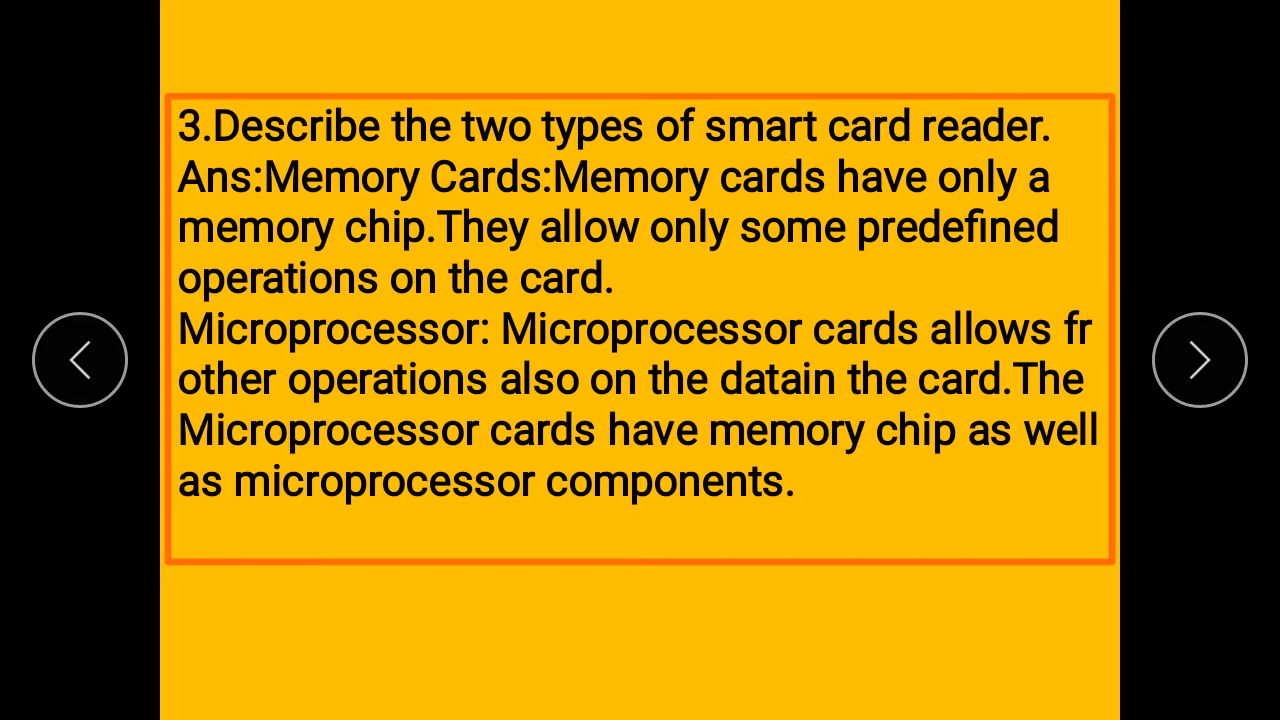 3.Describe the two types of smart card reader.
Ans:Memory Cards:Memory cards have only a
memory chip.They allow only some predefined
operations on the card.
Microprocessor: Microprocessor cards allows fr
other operations also on the datain the card.The
Microprocessor cards have memory chip as well
as microprocessor components.